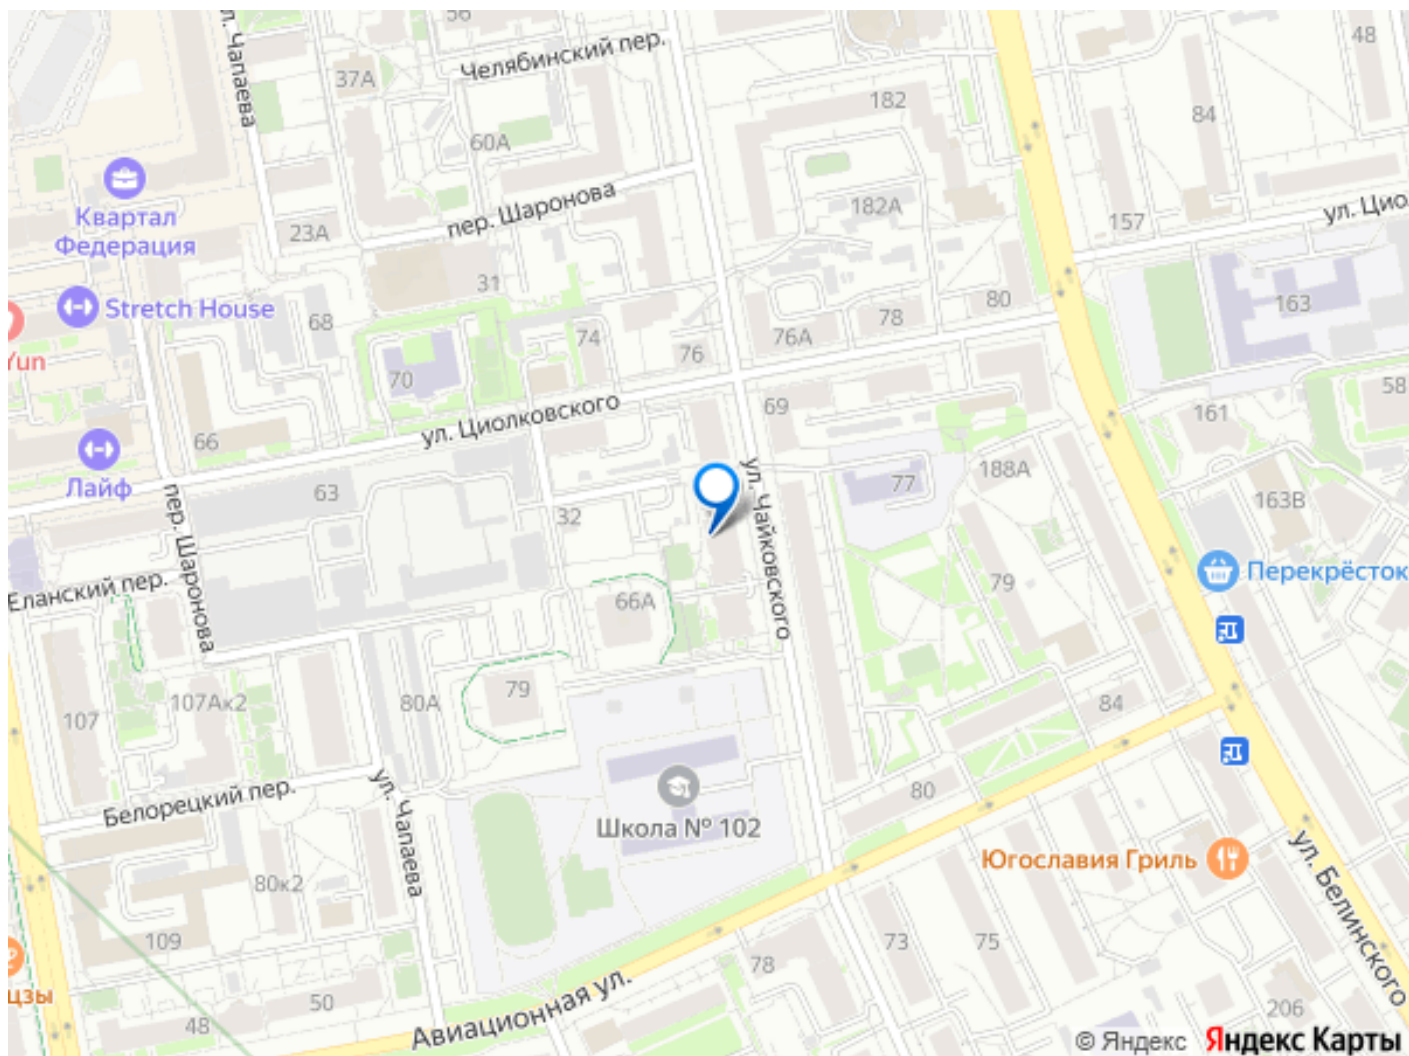 56
ул. Чапаева
Челябинский пер.
48
37А
182
84
60А
Квартал
Федерация
пер. Шаронова
182А
ул. Цио
157
23А
31
Stretch House
163
80
78
68
76А
74
76
Yun
70
58
ул. Циолковского
69
161
66
188А
Лайф
63
77
163В
32
ул. Чайковского
пер. Шаронова
Еланский пер.
79
Перекрёсток
66А
79
107Ак2
80А
84
107
Белорецкий пер.
80
ул. Чапаева
Школа № 102
Югославия Гриль
80к2
ул. Белинского
109
73
75
78
цзы
50
Авиационная ул.
48
206
© Яндекс Яндекс Карты